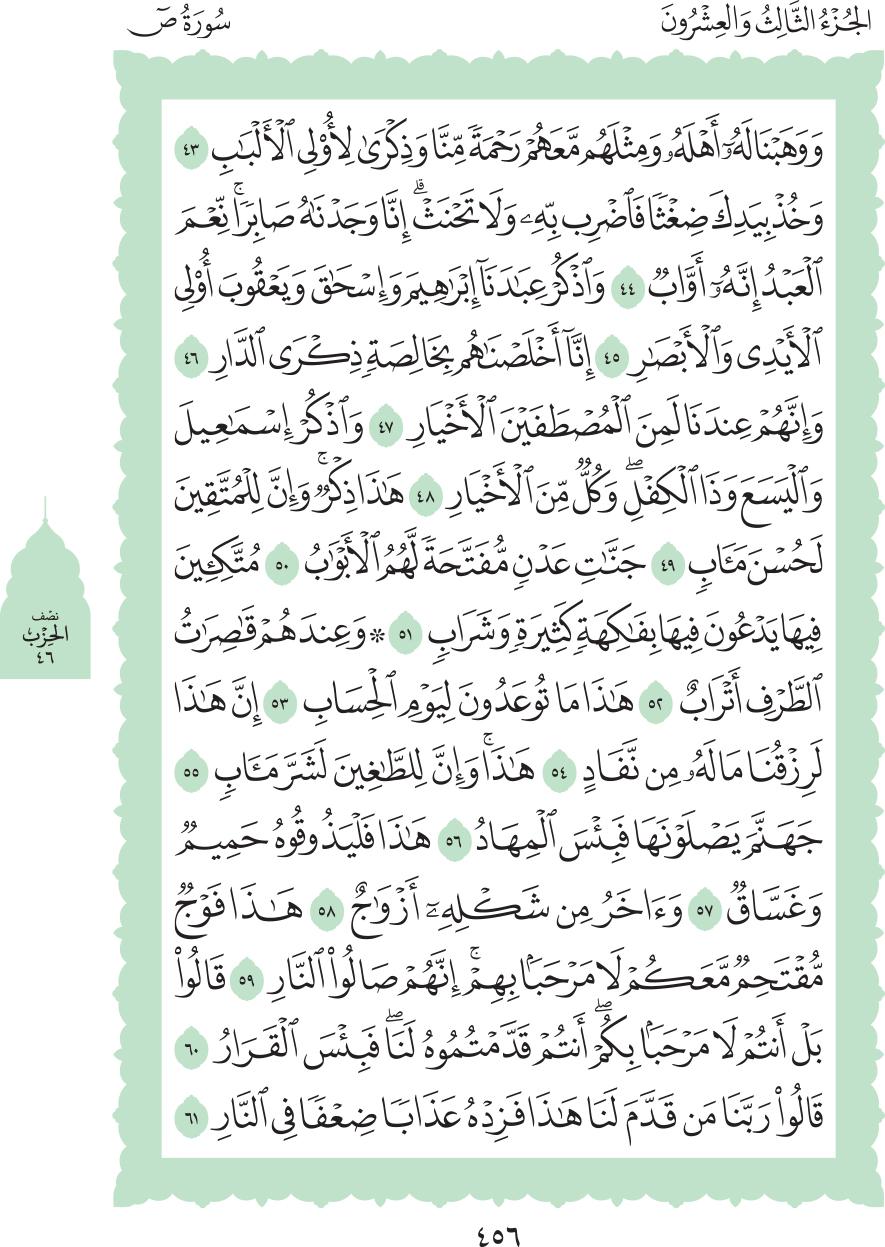 الجُزْءُ الثَّالِثُ وَالعِشْرُونَ
سُورَةُ صٓ
وَوَهَبۡنَا لَهُۥٓ أَهۡلَهُۥ وَمِثۡلَهُم مَّعَهُمۡ رَحۡمَةٗ مِّنَّا وَذِكۡرَىٰ لِأُوْلِي ٱلۡأَلۡبَٰبِ ٤٣
وَخُذۡ بِيَدِكَ ضِغۡثٗا فَٱضۡرِب بِّهِۦ وَلَا تَحۡنَثۡۗ إِنَّا وَجَدۡنَٰهُ صَابِرٗاۚ نِّعۡمَ
ٱلۡعَبۡدُ إِنَّهُۥٓ أَوَّابٞ ٤٤ وَٱذۡكُرۡ عِبَٰدَنَآ إِبۡرَٰهِيمَ وَإِسۡحَٰقَ وَيَعۡقُوبَ أُوْلِي
ٱلۡأَيۡدِي وَٱلۡأَبۡصَٰرِ ٤٥ إِنَّآ أَخۡلَصۡنَٰهُم بِخَالِصَةٖ ذِكۡرَى ٱلدَّارِ ٤٦
وَإِنَّهُمۡ عِندَنَا لَمِنَ ٱلۡمُصۡطَفَيۡنَ ٱلۡأَخۡيَارِ ٤٧ وَٱذۡكُرۡ إِسۡمَٰعِيلَ
وَٱلۡيَسَعَ وَذَا ٱلۡكِفۡلِۖ وَكُلّٞ مِّنَ ٱلۡأَخۡيَارِ ٤٨ هَٰذَا ذِكۡرٞۚ وَإِنَّ لِلۡمُتَّقِينَ
لَحُسۡنَ مَـَٔابٖ ٤٩ جَنَّٰتِ عَدۡنٖ مُّفَتَّحَةٗ لَّهُمُ ٱلۡأَبۡوَٰبُ ٥٠ مُتَّكِـِٔينَ
فِيهَا يَدۡعُونَ فِيهَا بِفَٰكِهَةٖ كَثِيرَةٖ وَشَرَابٖ ٥١ ۞ وَعِندَهُمۡ قَٰصِرَٰتُ
ٱلطَّرۡفِ أَتۡرَابٌ ٥٢ هَٰذَا مَا تُوعَدُونَ لِيَوۡمِ ٱلۡحِسَابِ ٥٣ إِنَّ هَٰذَا
لَرِزۡقُنَا مَا لَهُۥ مِن نَّفَادٍ ٥٤ هَٰذَاۚ وَإِنَّ لِلطَّٰغِينَ لَشَرَّ مَـَٔابٖ ٥٥
جَهَنَّمَ يَصۡلَوۡنَهَا فَبِئۡسَ ٱلۡمِهَادُ ٥٦ هَٰذَا فَلۡيَذُوقُوهُ حَمِيمٞ
وَغَسَّاقٞ ٥٧ وَءَاخَرُ مِن شَكۡلِهِۦٓ أَزۡوَٰجٌ ٥٨ هَٰذَا فَوۡجٞ
مُّقۡتَحِمٞ مَّعَكُمۡ لَا مَرۡحَبَۢا بِهِمۡۚ إِنَّهُمۡ صَالُواْ ٱلنَّارِ ٥٩ قَالُواْ
بَلۡ أَنتُمۡ لَا مَرۡحَبَۢا بِكُمۡۖ أَنتُمۡ قَدَّمۡتُمُوهُ لَنَاۖ فَبِئۡسَ ٱلۡقَرَارُ ٦٠
قَالُواْ رَبَّنَا مَن قَدَّمَ لَنَا هَٰذَا فَزِدۡهُ عَذَابٗا ضِعۡفٗا فِي ٱلنَّارِ ٦١
نصف
الحزب
٤٦
٤٥٦